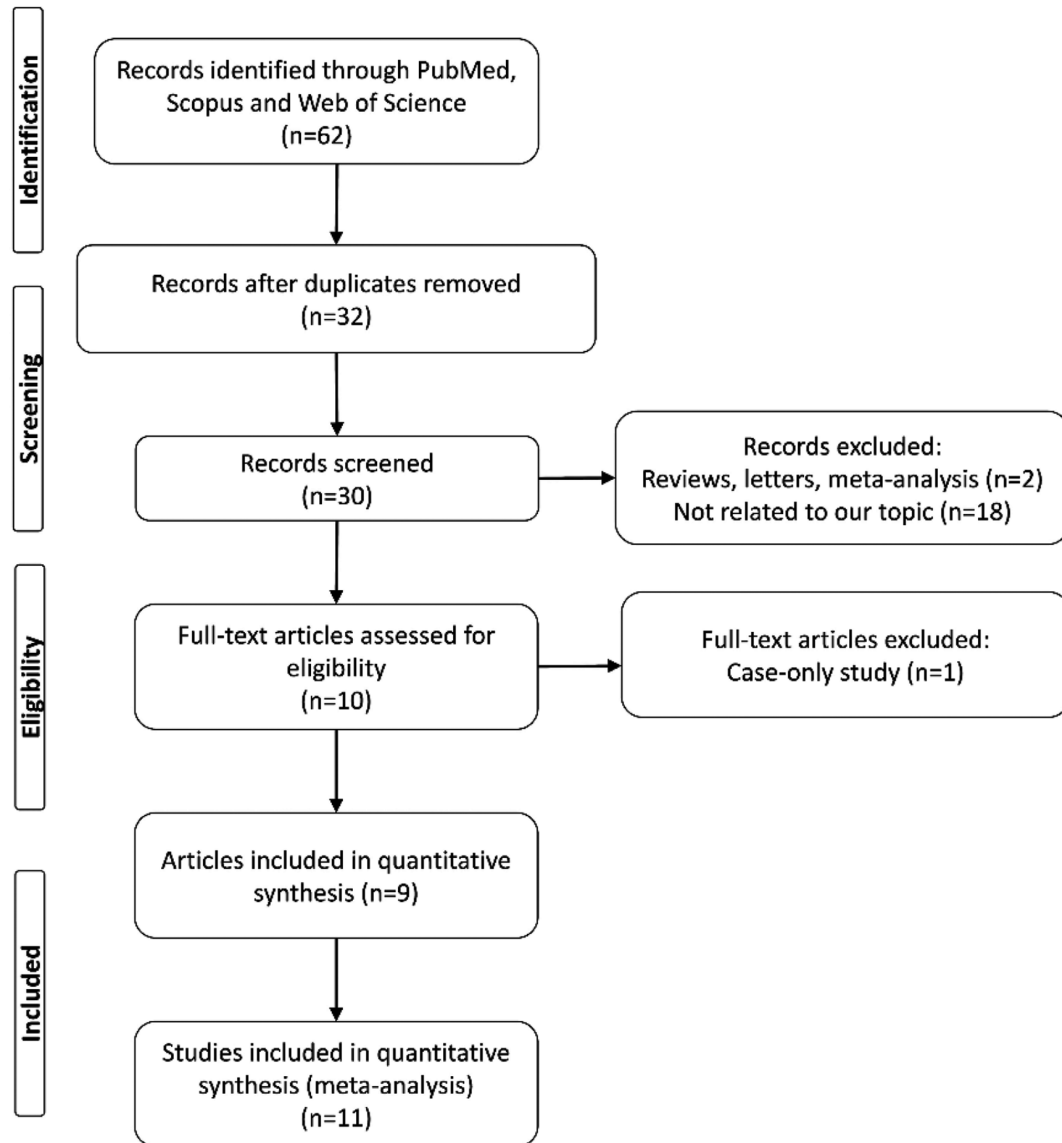 Identification
Records identified through PubMed,
Scopus and Web of Science
(n=62)
Records after duplicates removed
(n=32)
Screening
Records screened
(n=30)
Records excluded:
Reviews, letters, meta-analysis (n=2)
Not related to our topic (n=18)
Eligibility
Full-text articles assessed for
eligibility
(n=10)
Full-text articles excluded:
Case-only study (n=1)
Articles included in quantitative
synthesis (n=9)
Included
Studies included in quantitative
synthesis (meta-analysis)
(n=11)